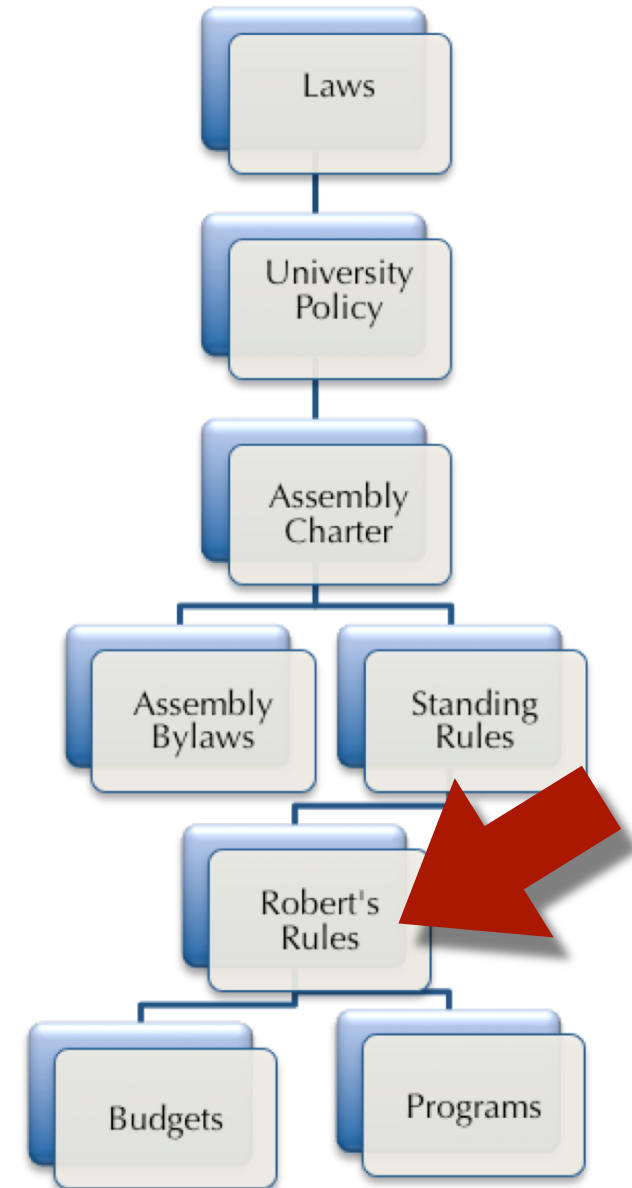 Laws
University
Policy
Assembly
Charter
Assembly
Bylaws
Standing
Rules
Robert's
Rules
Budgets
Programs